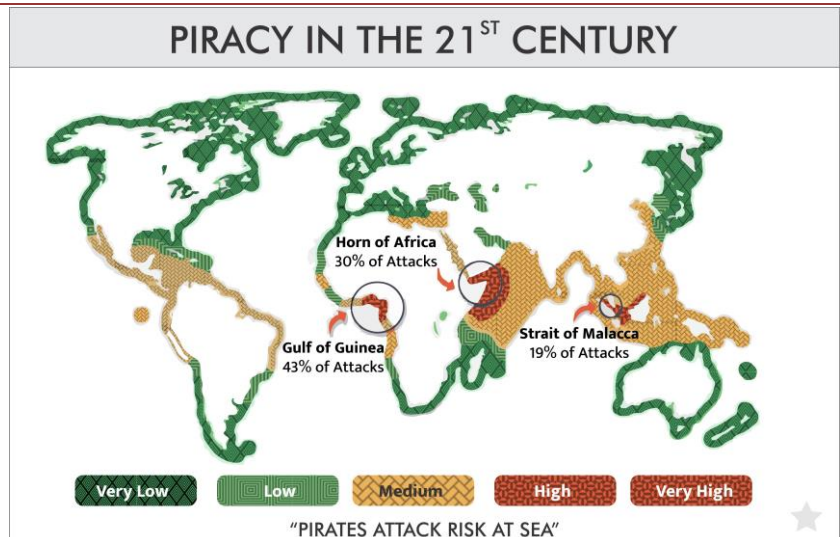 PIRACY IN THE 21ST CENTURY
Horn of Africa
30% of Attacks
Gulf of Guinea
43% of Attacks
Strait of Malacca
19% of Attacks
Very Low
Low
Medium
High
Very High
"PIRATES ATTACK RISK AT SEA"